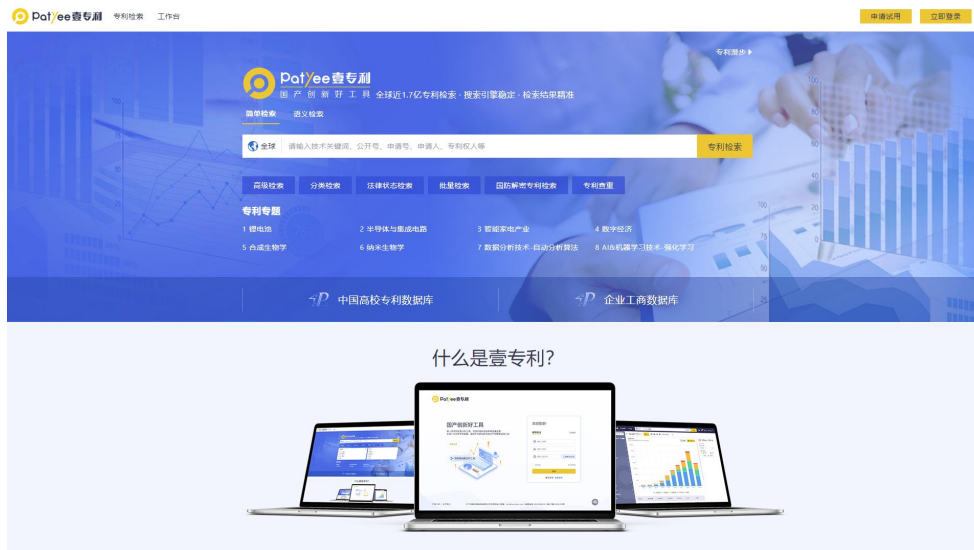 Patyee壹专利 专利检索 工作台 申请试用 立即登录
专利漫步
Patyee壹专利
国产创新好工具 全球近1.7亿专利检索·搜索引擎稳定·检索结果精准
简单检索 语义检索
全球 请输入技术关键词、公开号、申请号、申请人、专利权人等 专利检索
高级检索 分类检索 法律状态检索 批量检索 国防解密专利检索 专利查重
专利专题
1 锂电池 2 半导体与集成电路 3 智能家电产业 4 数字经济
5 合成生物学 6 纳米生物学 7 数据分析技术-自动分析算法 8 AI&机器学习技术-强化学习
中国高校专利数据库 企业工商数据库
什么是壹专利?
Patyee壹专利
国产创新好工具